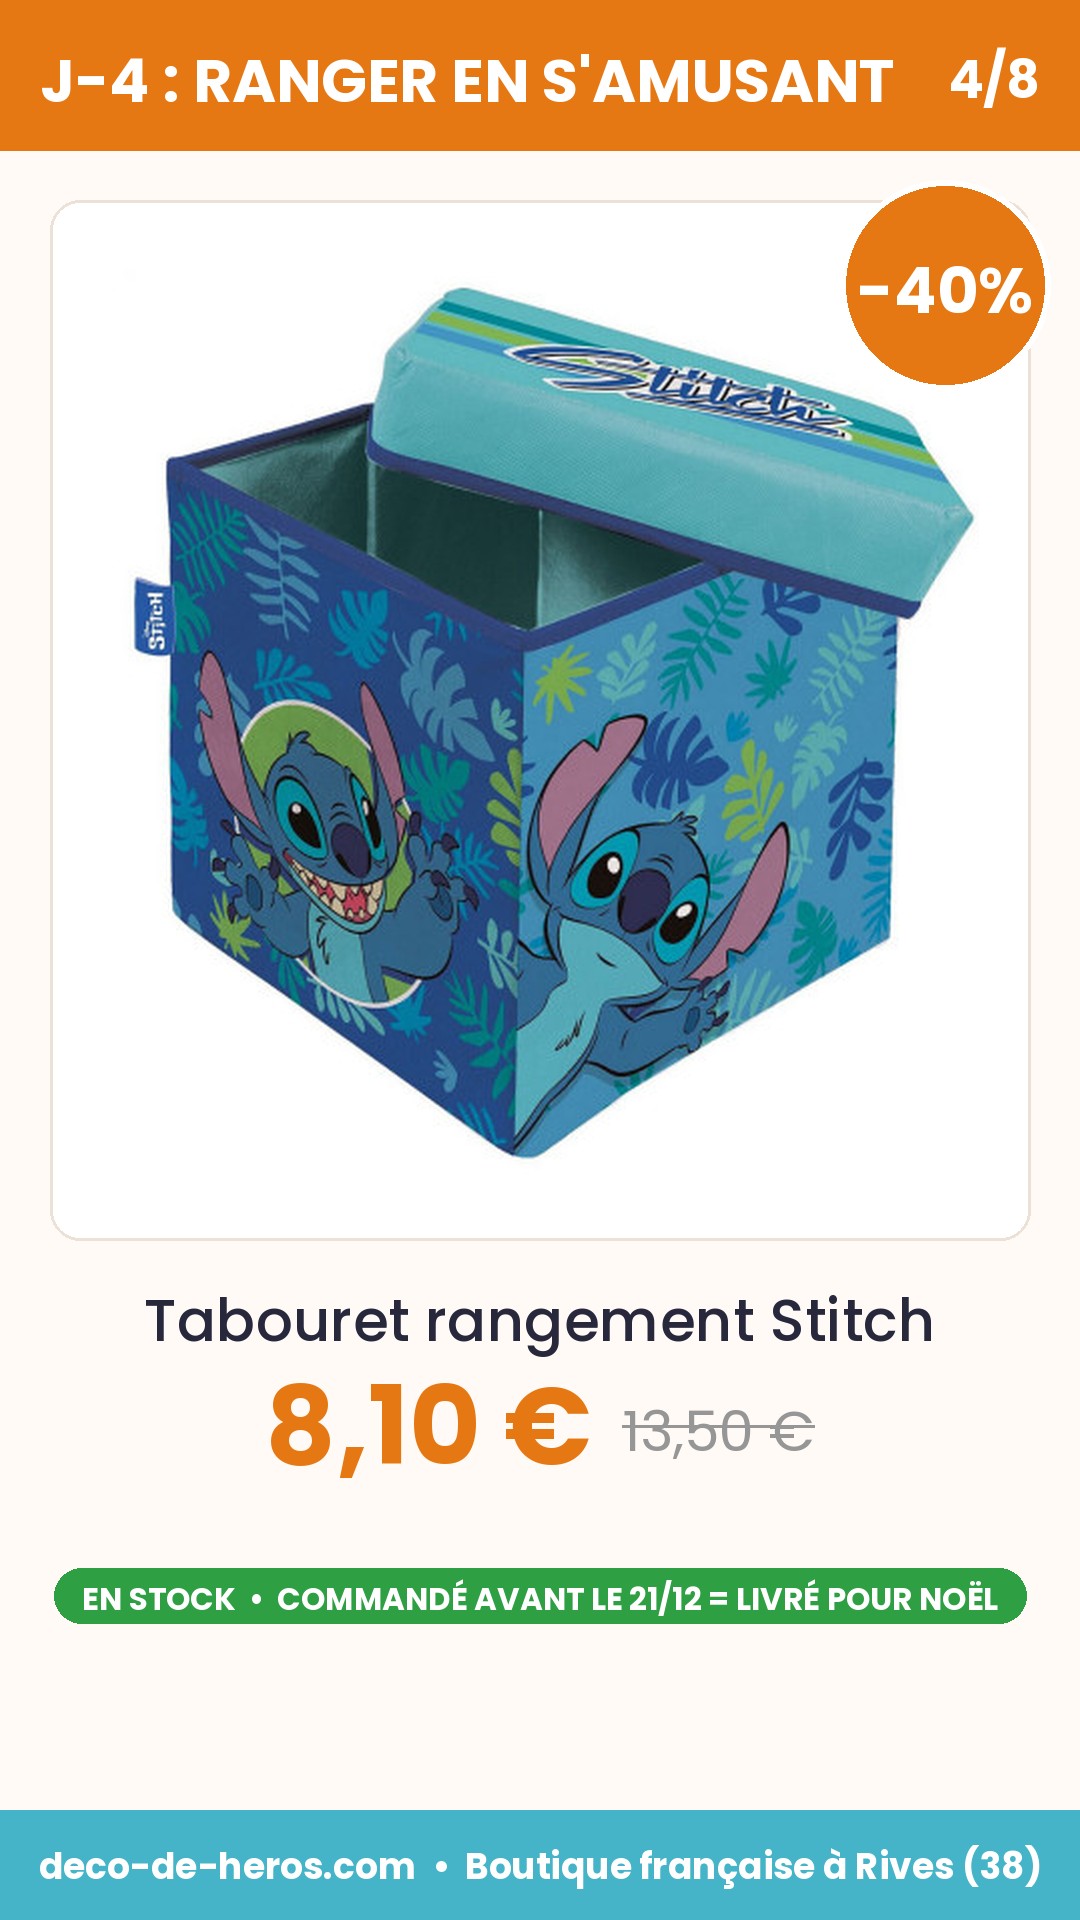 J-4 : RANGER EN S'AMUSANT 4/8
-40%
Stitch
Disney STITCH
Tabouret rangement Stitch
8,10 € 13,50 €
EN STOCK • COMMANDÉ AVANT LE 21/12 = LIVRÉ POUR NOËL
deco-de-heros.com • Boutique française à Rives (38)